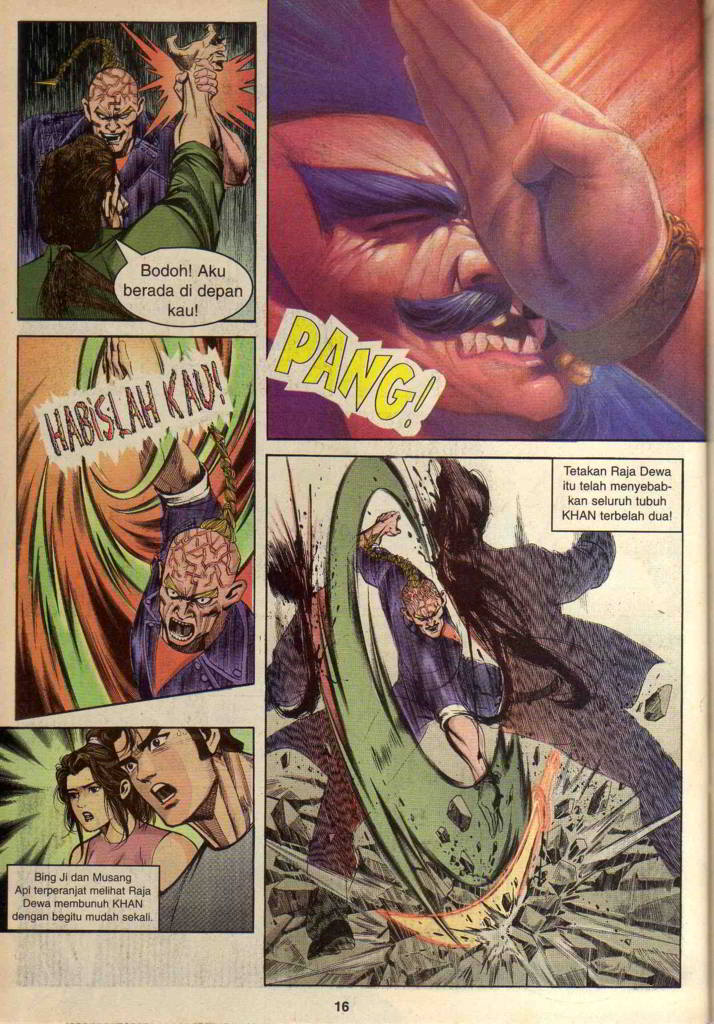 Bodoh! Aku
berada di depan
kau!
PANG!
HABISLAH KAU!
Tetakan Raja Dewa
itu telah menyebab-
kan seluruh tubuh
KHAN terbelah dua!
Bing Ji dan Musang
Api terperanjat melihat Raja
Dewa membunuh KHAN
dengan begitu mudah sekali.
16